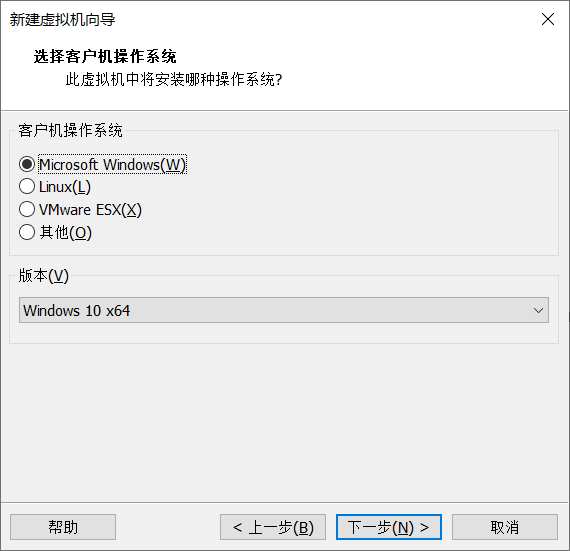 新建虚拟机向导
选择客户机操作系统
此虚拟机中将安装哪种操作系统?
客户机操作系统
Microsoft Windows(W)
Linux(L)
VMware ESX(X)
其他(O)
版本(V)
Windows 10 x64
帮助
< 上一步(B)
下一步(N) >
取消